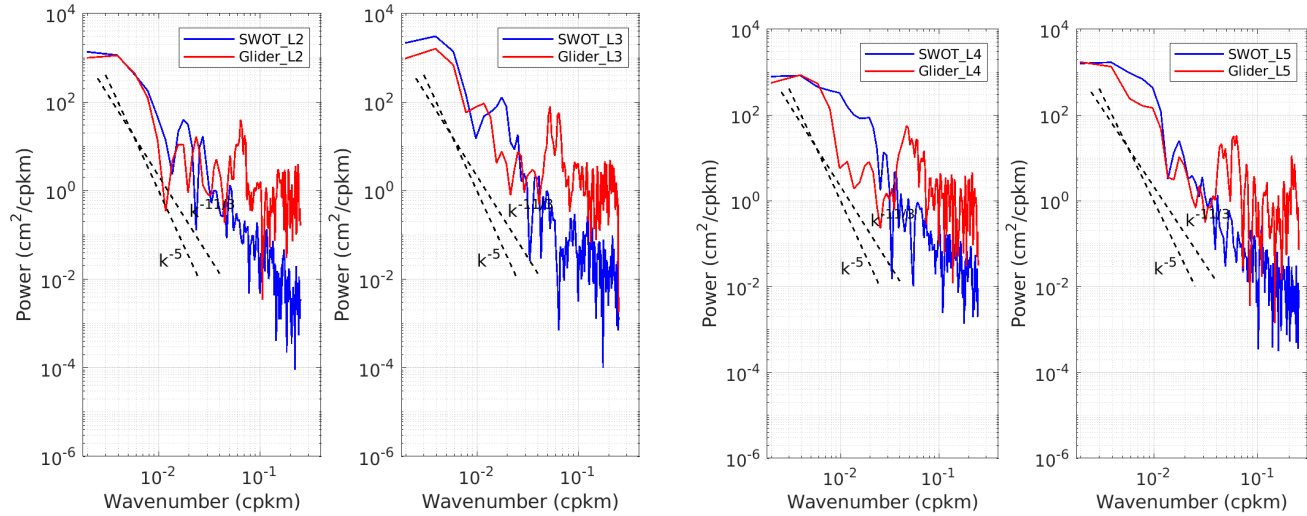 10^4
10^2
10^0
10^-2
10^-4
10^-6
Power (cm^2/cpkm)
SWOT_L2
Glider_L2
k^-11/3
k^-5
10^-2
10^-1
Wavenumber (cpkm)
10^4
10^2
10^0
10^-2
10^-4
10^-6
Power (cm^2/cpkm)
SWOT_L3
Glider_L3
k^-11/3
k^-5
10^-2
10^-1
Wavenumber (cpkm)
10^4
10^2
10^0
10^-2
10^-4
10^-6
Power (cm^2/cpkm)
SWOT_L4
Glider_L4
k^-11/3
k^-5
10^-2
10^-1
Wavenumber (cpkm)
10^4
10^2
10^0
10^-2
10^-4
10^-6
Power (cm^2/cpkm)
SWOT_L5
Glider_L5
k^-11/3
k^-5
10^-2
10^-1
Wavenumber (cpkm)